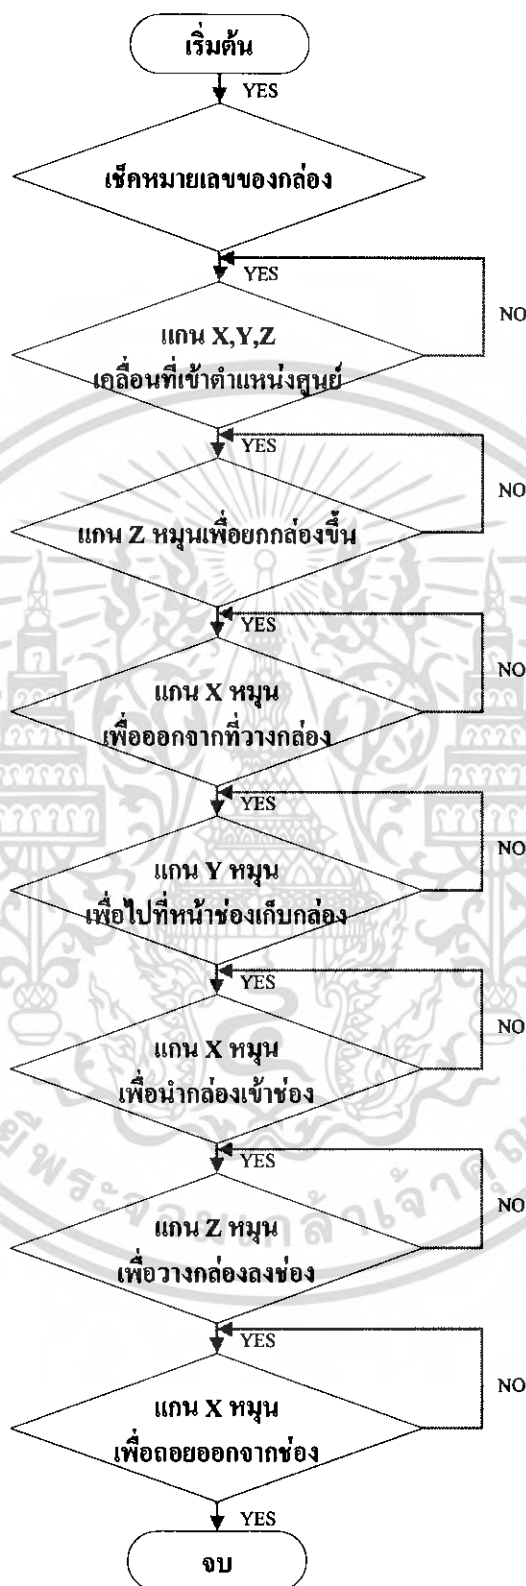 เริ่มต้น
YES
เช็คหมายเลขของกล่อง
YES
NO
แกน X,Y,Z
เคลื่อนที่เข้าตำแหน่งศูนย์
YES
NO
แกน Z หมุนเพื่อยกกล่องขึ้น
YES
NO
แกน X หมุน
เพื่อออกจากที่วางกล่อง
YES
NO
แกน Y หมุน
เพื่อไปที่หน้าช่องเก็บกล่อง
YES
NO
แกน X หมุน
เพื่อนำกล่องเข้าช่อง
YES
NO
แกน Z หมุน
เพื่อวางกล่องลงช่อง
YES
NO
แกน X หมุน
เพื่อถอยออกจากช่อง
YES
จบ